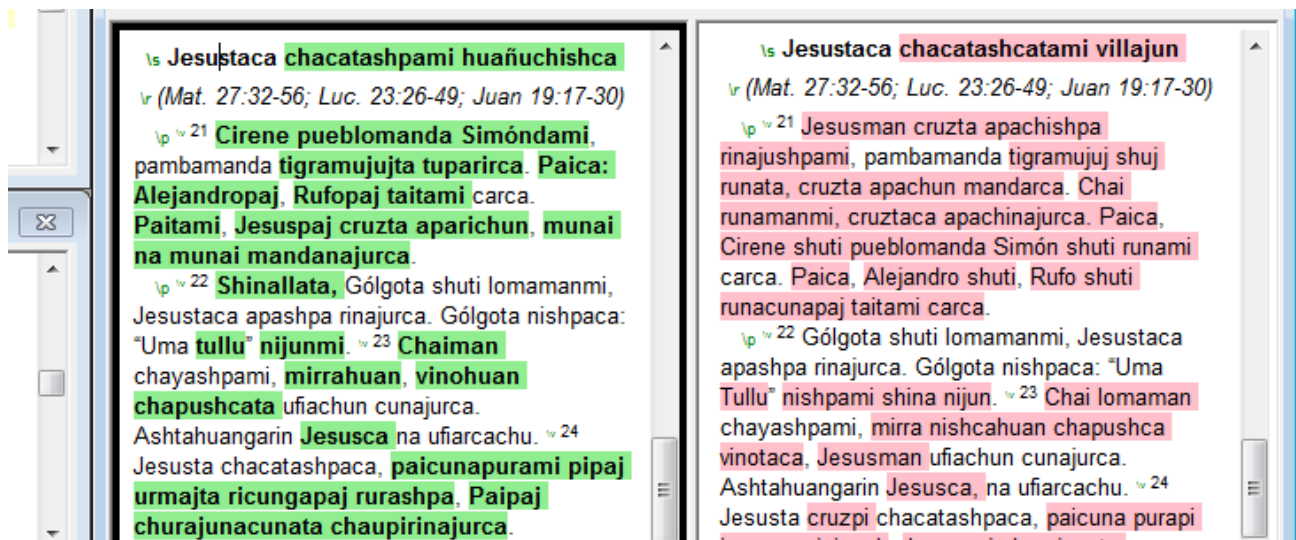 \s Jesustaca chacatashpami huañuchishca
\r (Mat. 27:32-56; Luc. 23:26-49; Juan 19:17-30)
\p \v 21 Cirene pueblomanda Simóndami,
pambamanda tigramujujta tuparirca. Paica:
Alejandropaj, Rufopaj taitami carca.
Paitami, Jesuspaj cruzta aparichun, munai
na munai mandanajurca.
\p \v 22 Shinallata, Gólgota shuti lomamanmi,
Jesustaca apashpa rinajurca. Gólgota nishpaca:
“Uma tullu” nijunmi. \v 23 Chaiman
chayashpami, mirrahuan, vinohuan
chapushcata ufiachun cunajurca.
Ashtahuangarin Jesusca na ufiarcachu. \v 24
Jesusta chacatashpaca, paicunapurami pipaj
urmajta ricungapaj rurashpa, Paipaj
churajunacunata chaupirinajurca.
\s Jesustaca chacatashcatami villajun
\r (Mat. 27:32-56; Luc. 23:26-49; Juan 19:17-30)
\p \v 21 Jesusman cruzta apachishpa
rinajushpami, pambamanda tigramujuj shuj
runata, cruzta apachun mandarca. Chai
runamanmi, cruztaca apachinajurca. Paica,
Cirene shuti pueblomanda Simón shuti runami
carca. Paica, Alejandro shuti, Rufo shuti
runacunapaj taitami carca.
\p \v 22 Gólgota shuti lomamanmi, Jesustaca
apashpa rinajurca. Gólgota nishpaca: “Uma
Tullu” nishpami shina nijun. \v 23 Chai lomaman
chayashpami, mirra nishcahuan chapushca
vinotaca, Jesusman ufiachun cunajurca.
Ashtahuangarin Jesusca, na ufiarcachu. \v 24
Jesusta cruzpi chacatashpaca, paicuna purapi